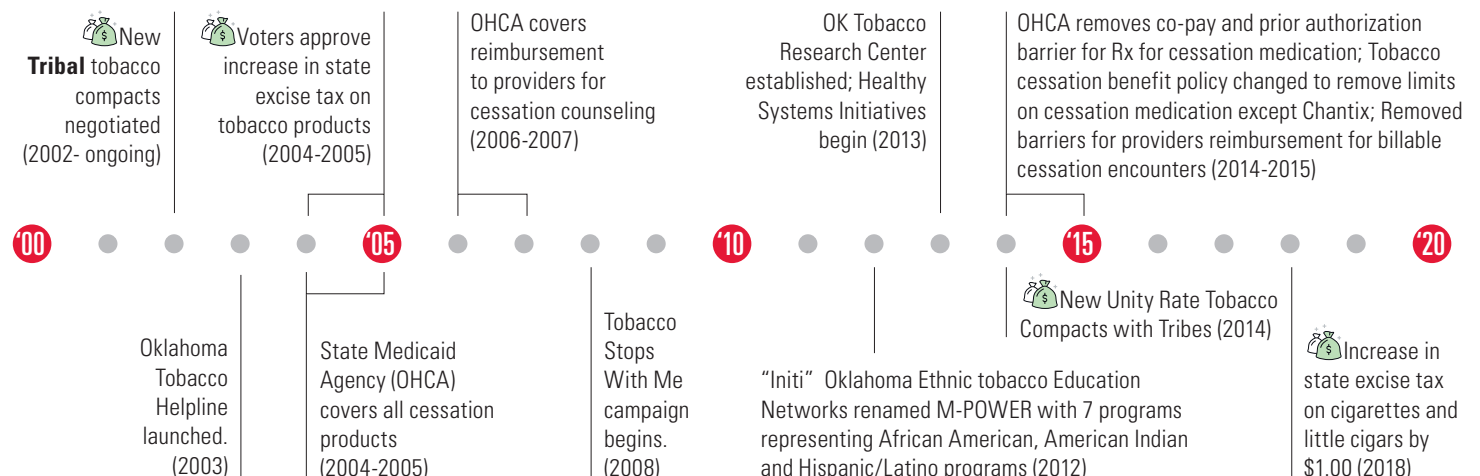 New
Tribal tobacco
compacts
negotiated
(2002- ongoing)
Voters approve
increase in state
excise tax on
tobacco products
(2004-2005)
OHCA covers
reimbursement
to providers for
cessation counseling
(2006-2007)
OK Tobacco
Research Center
established; Healthy
Systems Initiatives
begin (2013)
OHCA removes co-pay and prior authorization
barrier for Rx for cessation medication; Tobacco
cessation benefit policy changed to remove limits
on cessation medication except Chantix; Removed
barriers for providers reimbursement for billable
cessation encounters (2014-2015)
‘00
‘05
‘10
‘15
‘20
Oklahoma
Tobacco
Helpline
launched.
(2003)
State Medicaid
Agency (OHCA)
covers all cessation
products
(2004-2005)
Tobacco
Stops
With Me
campaign
begins.
(2008)
“Initi” Oklahoma Ethnic tobacco Education
Networks renamed M-POWER with 7 programs
representing African American, American Indian
and Hispanic/Latino programs (2012)
New Unity Rate Tobacco
Compacts with Tribes (2014)
Increase in
state excise tax
on cigarettes and
little cigars by
$1.00 (2018)